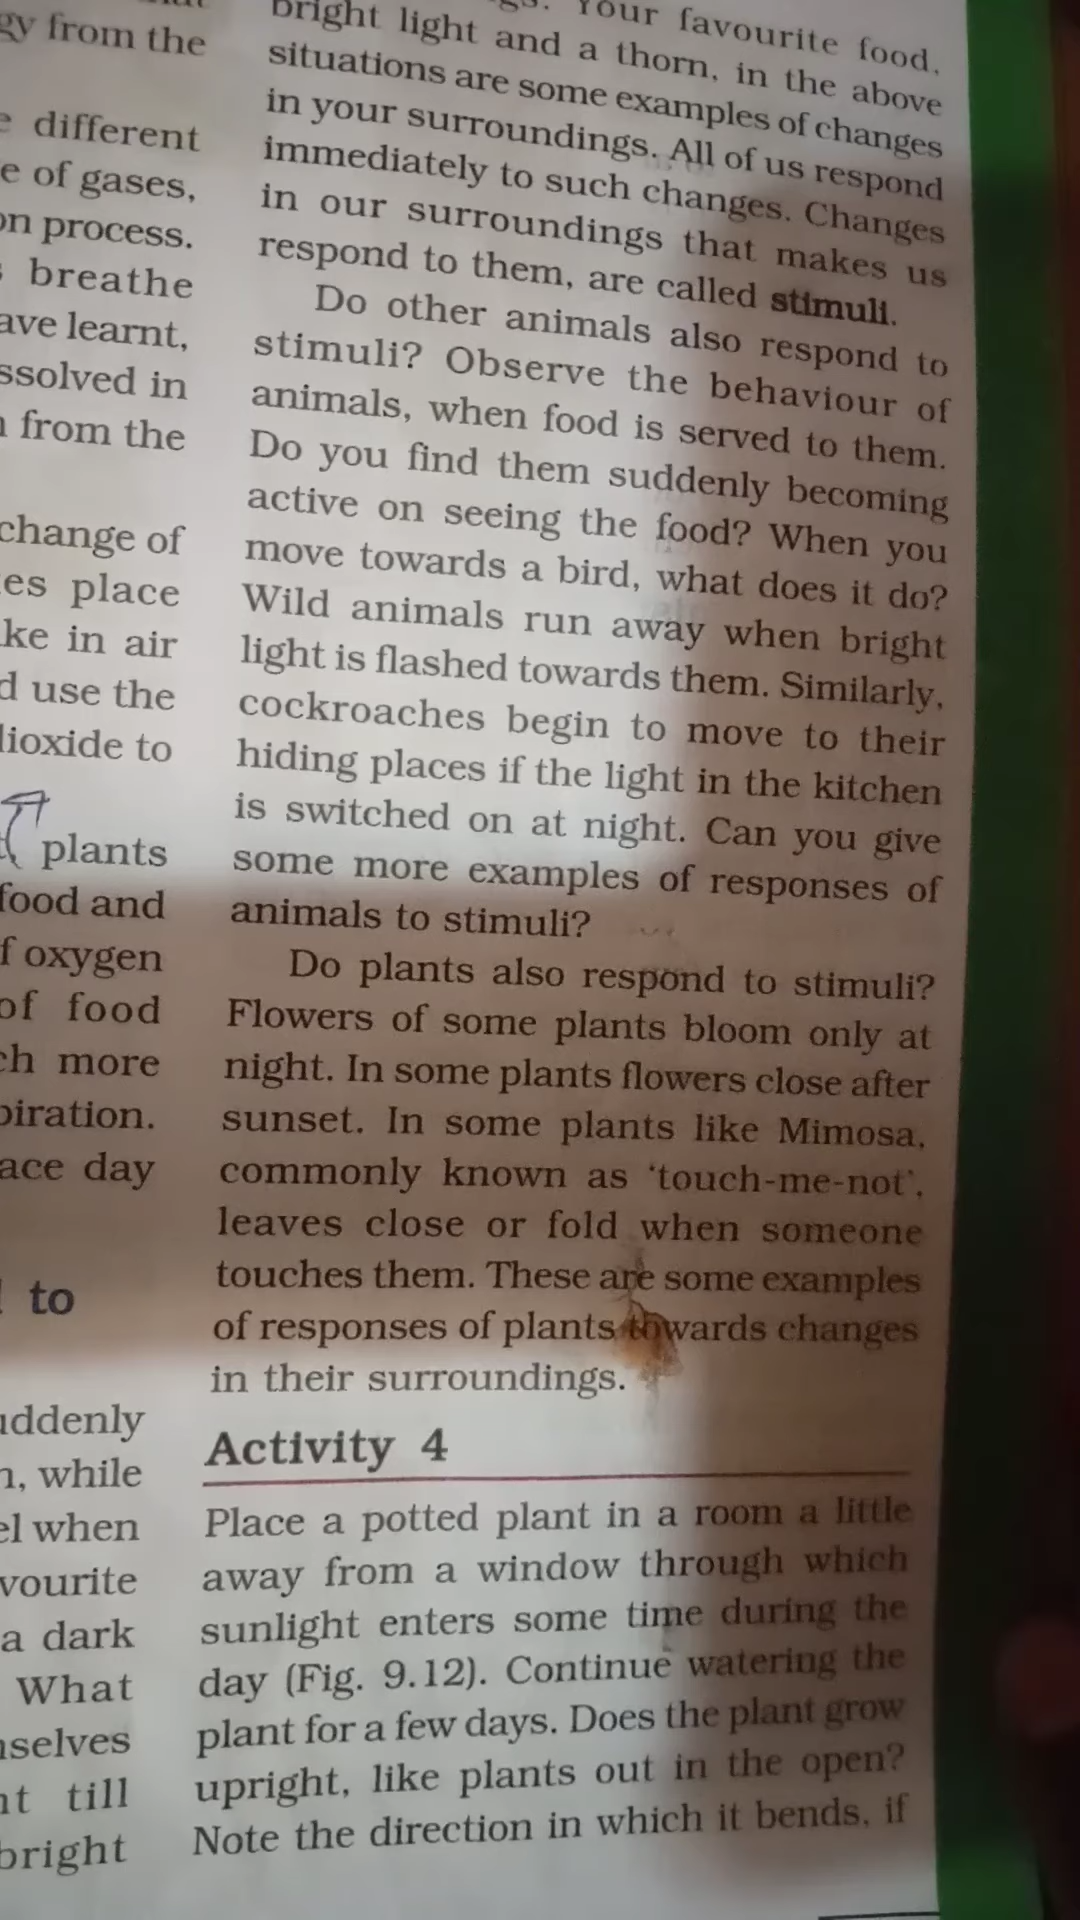 gy from the
different
e of gases,
on process.
breathe
ave learnt,
ssolved in
from the
change of
es place
ke in air
d use the
lioxide to
plants
food and
f oxygen
of food
ch more
piration.
ace day
to
uddenly
n, while
el when
vourite
a dark
What
nselves
nt till
bright
Your favourite food,
bright light and a thorn, in the above
situations are some examples of changes
in your surroundings. All of us respond
immediately to such changes. Changes
in our surroundings that makes us
respond to them, are called stimuli.
Do other animals also respond to
stimuli? Observe the behaviour of
animals, when food is served to them.
Do you find them suddenly becoming
active on seeing the food? When you
move towards a bird, what does it do?
Wild animals run away when bright
light is flashed towards them. Similarly,
cockroaches begin to move to their
hiding places if the light in the kitchen
is switched on at night. Can you give
some more examples of responses of
animals to stimuli?
Do plants also respond to stimuli?
Flowers of some plants bloom only at
night. In some plants flowers close after
sunset. In some plants like Mimosa,
commonly known as ‘touch-me-not’,
leaves close or fold when someone
touches them. These are some examples
of responses of plants towards changes
in their surroundings.
Activity 4
Place a potted plant in a room a little
away from a window through which
sunlight enters some time during the
day (Fig. 9.12). Continue watering the
plant for a few days. Does the plant grow
upright, like plants out in the open?
Note the direction in which it bends, if